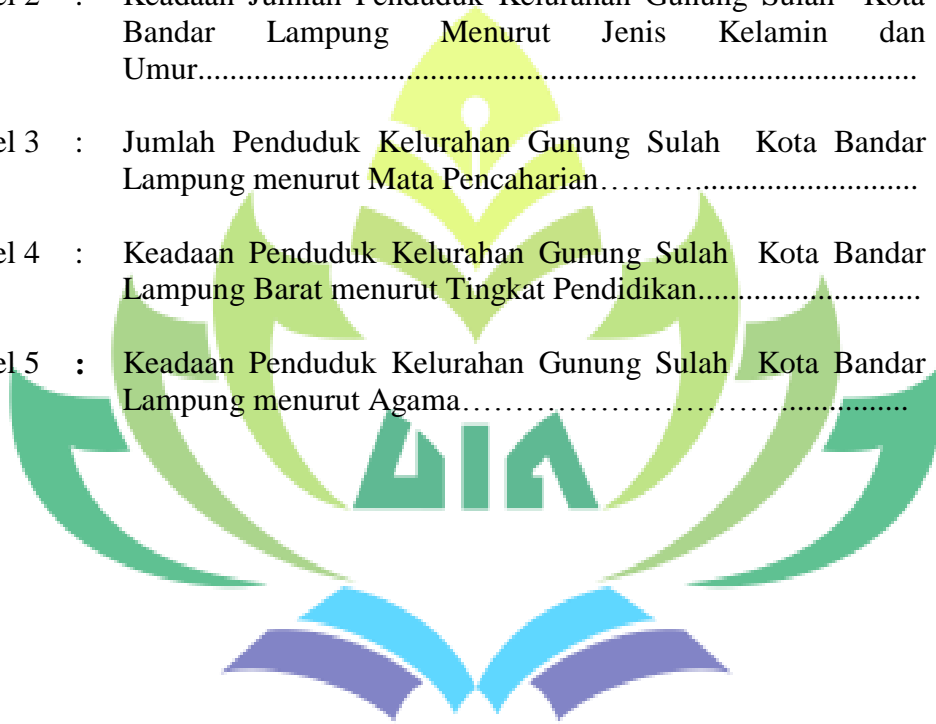 el 2 : Keadaan Jumlah Penduduk Kelurahan Gunung Sulah Kota
Bandar Lampung Menurut Jenis Kelamin dan
Umur............................................................................................
el 3 : Jumlah Penduduk Kelurahan Gunung Sulah Kota Bandar
Lampung menurut Mata Pencaharian………..............................
el 4 : Keadaan Penduduk Kelurahan Gunung Sulah Kota Bandar
Lampung Barat menurut Tingkat Pendidikan.............................
el 5 : Keadaan Penduduk Kelurahan Gunung Sulah Kota Bandar
Lampung menurut Agama…………………………..................
UIN